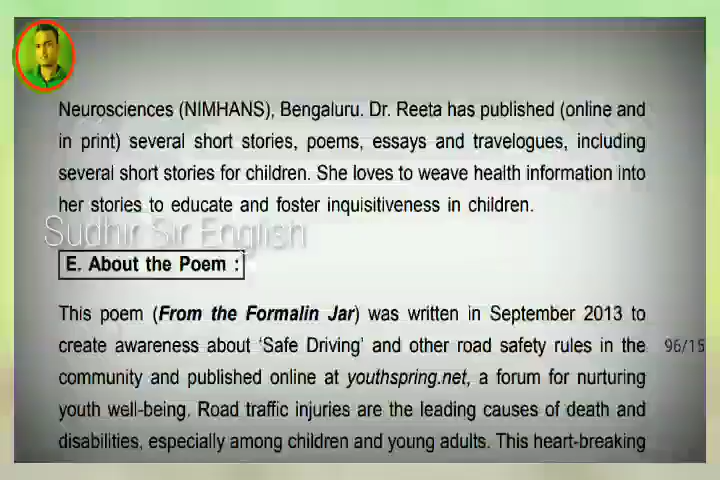 Neurosciences (NIMHANS), Bengaluru. Dr. Reeta has published (online and
in print) several short stories, poems, essays and travelogues, including
several short stories for children. She loves to weave health information into
her stories to educate and foster inquisitiveness in children.
Sudhir Sir English
E. About the Poem :
This poem (From the Formalin Jar) was written in September 2013 to
create awareness about ‘Safe Driving’ and other road safety rules in the
96/15
community and published online at youthspring.net, a forum for nurturing
youth well-being. Road traffic injuries are the leading causes of death and
disabilities, especially among children and young adults. This heart-breaking